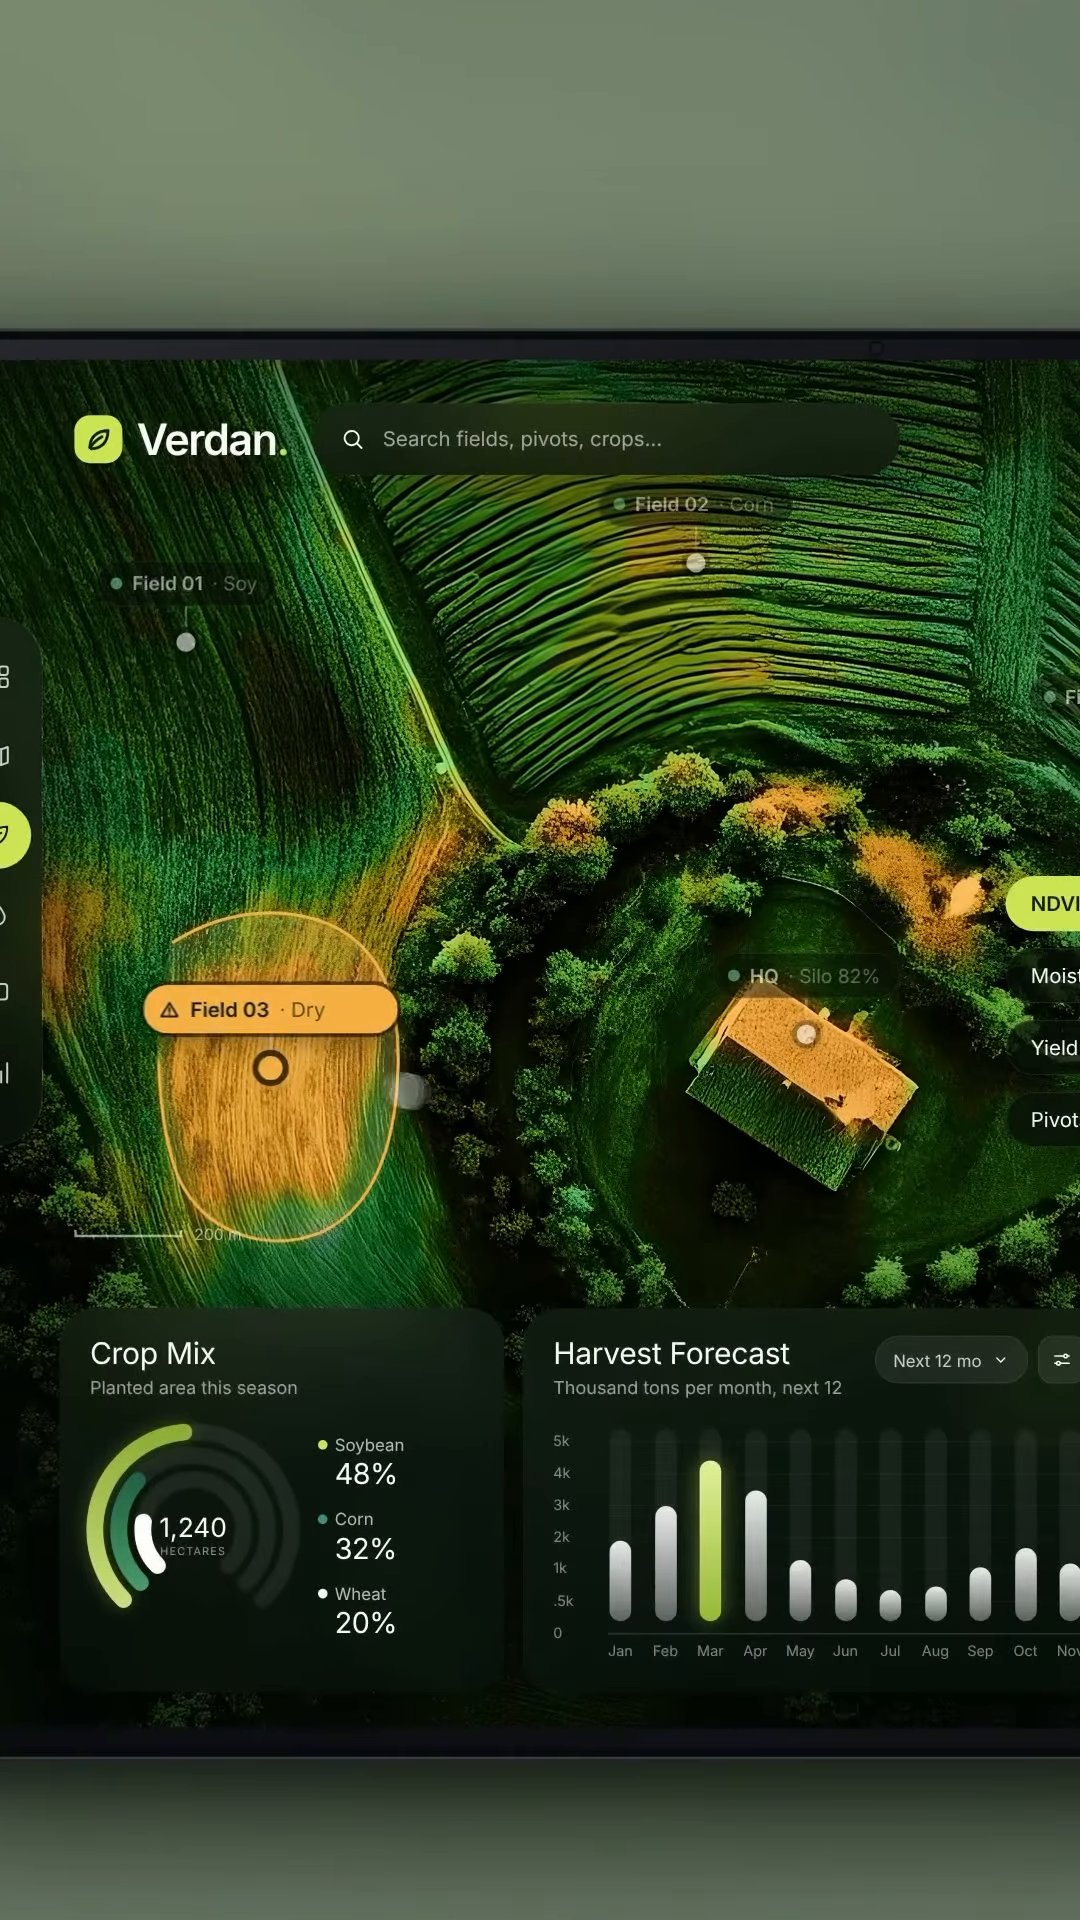 Verdan.
Search fields, pivots, crops...
Field 02 · Corn
Field 01 · Soy
NDVI
HQ · Silo 82%
Field 03 · Dry
Yield
200 m
Crop Mix
Planted area this season
1,240
HECTARES
Soybean
48%
Corn
32%
Wheat
20%
Harvest Forecast
Thousand tons per month, next 12
Next 12 mo
5k
4k
3k
2k
1k
.5k
0
Jan Feb Mar Apr May Jun Jul Aug Sep Oct Nov